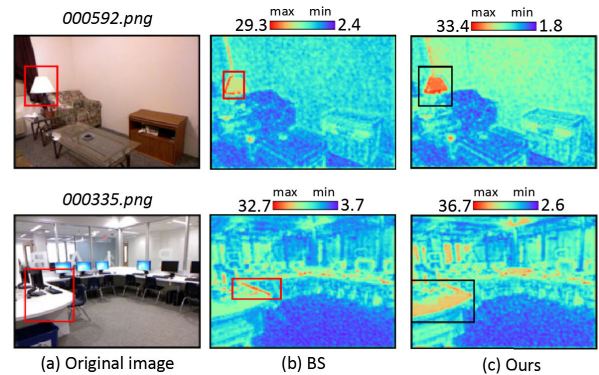 000592.png
max min
29.3 2.4
max min
33.4 1.8
000335.png
max min
32.7 3.7
max min
36.7 2.6
(a) Original image (b) BS (c) Ours